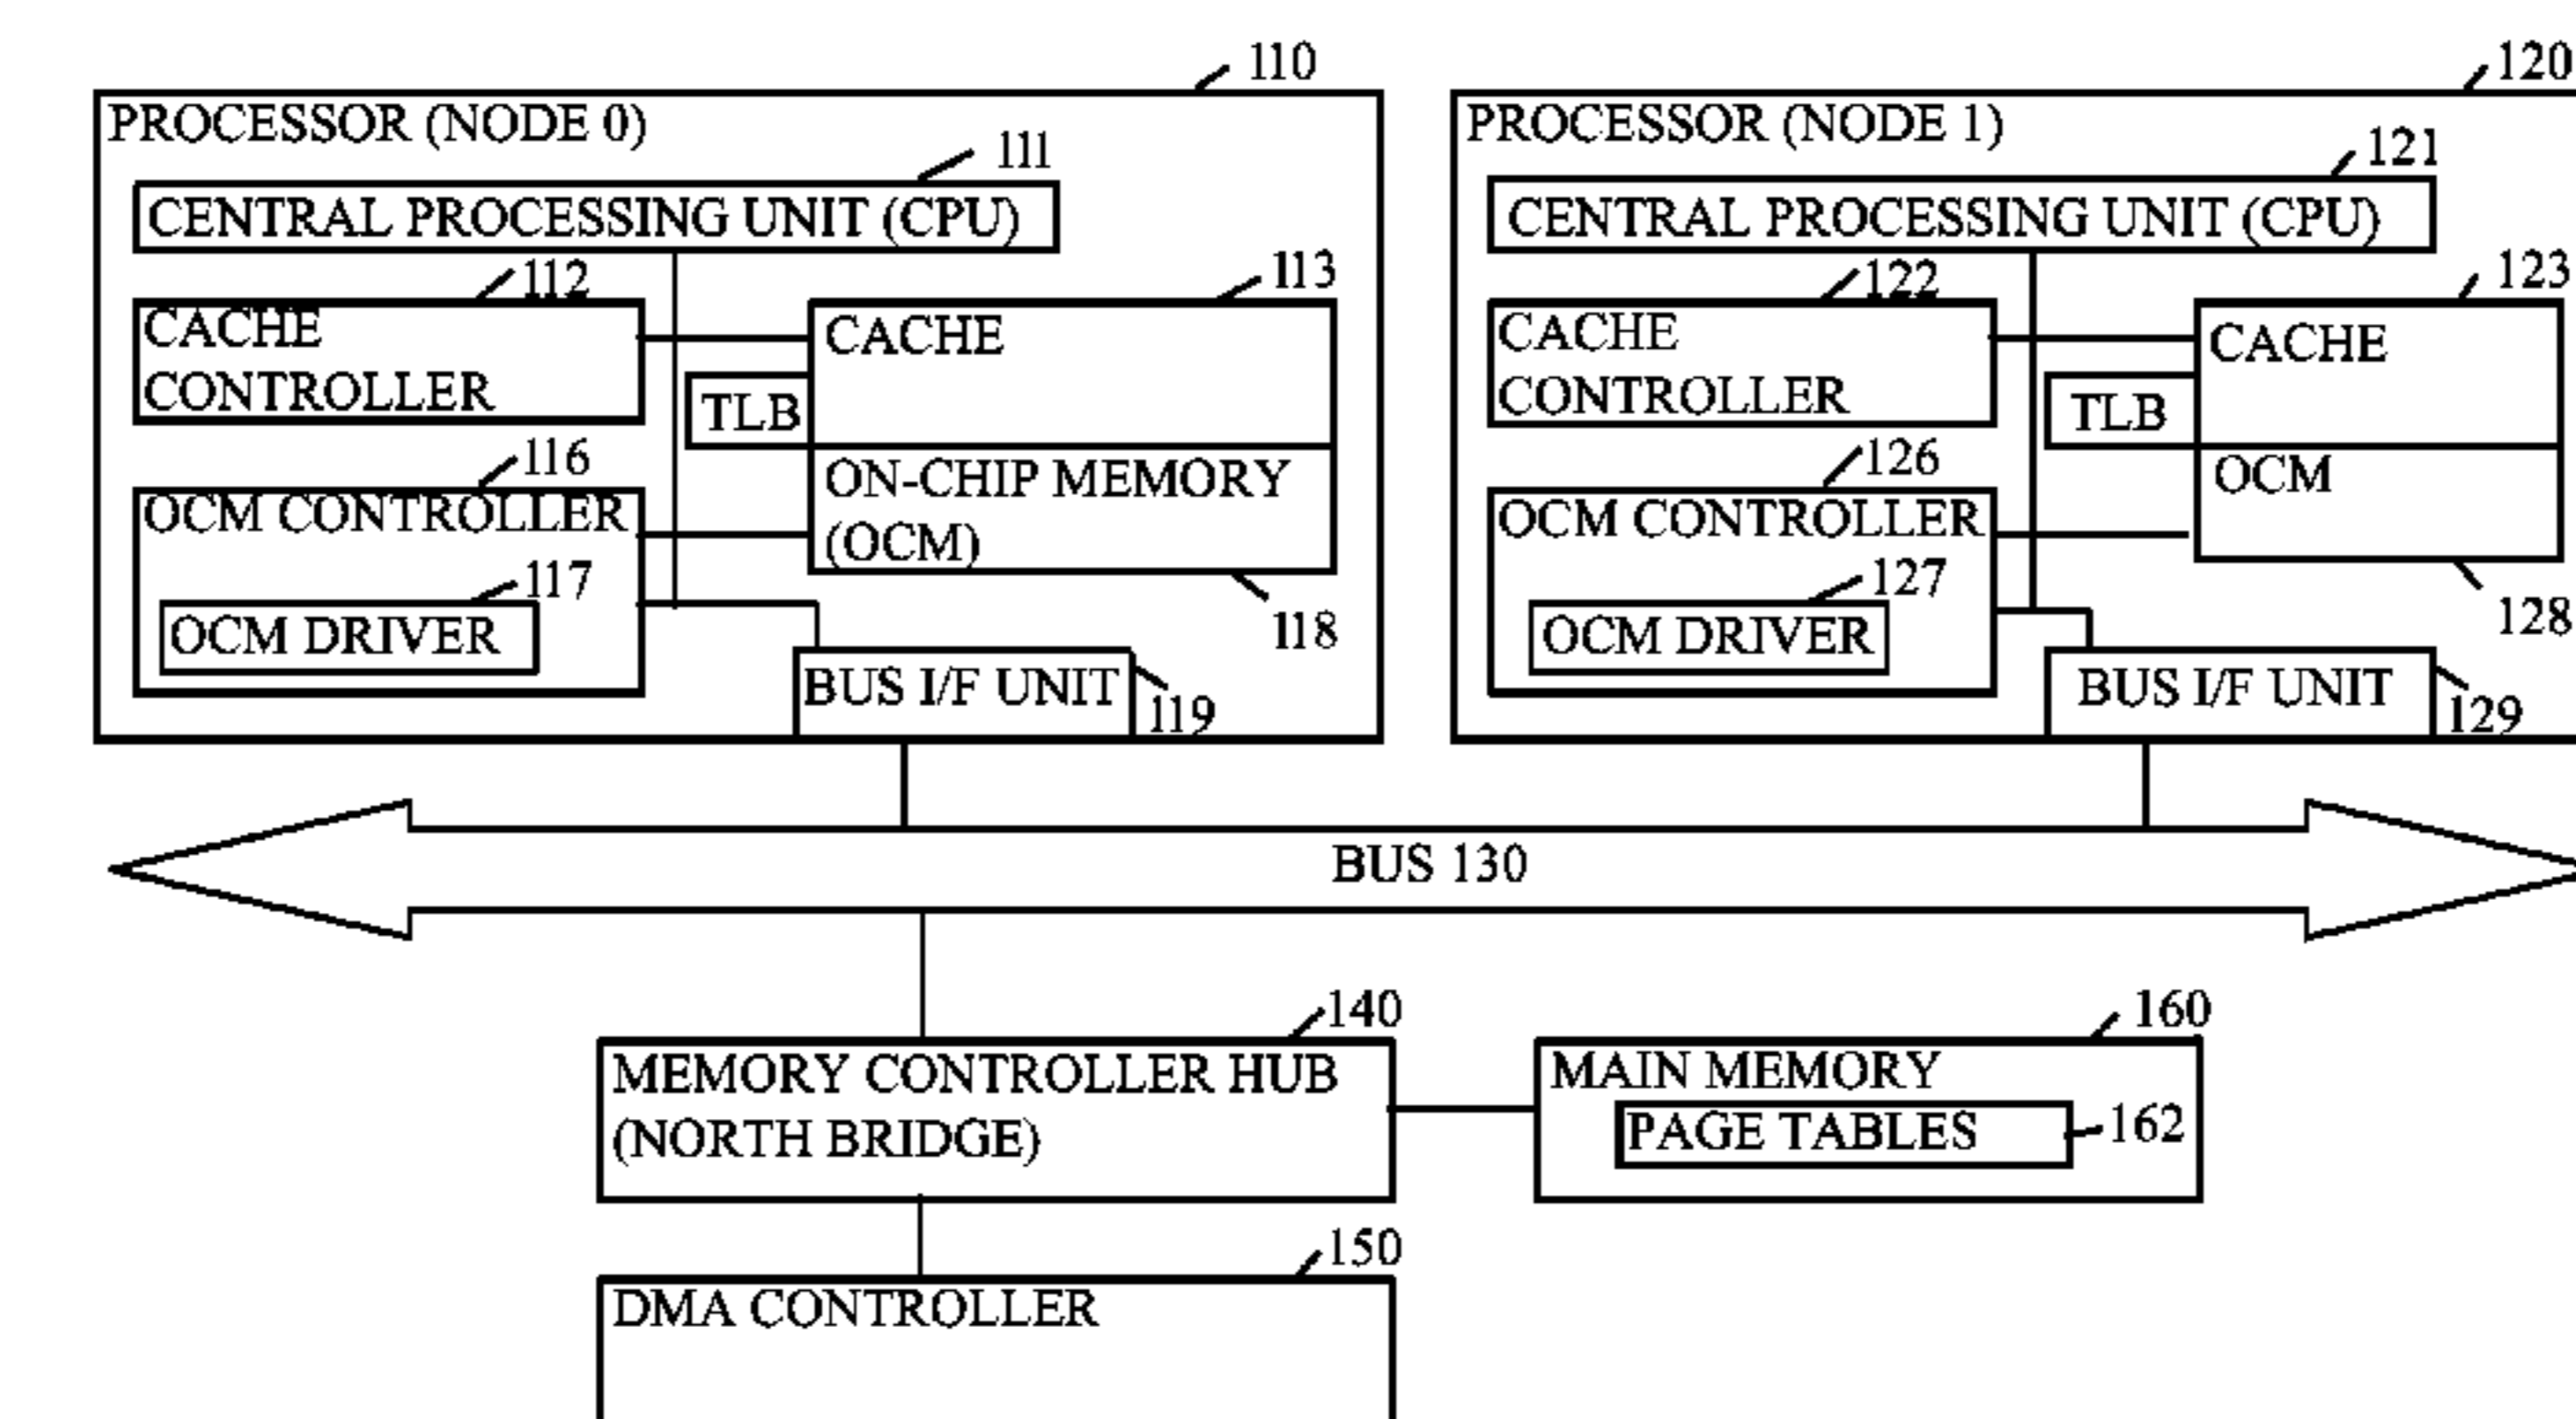 110
PROCESSOR (NODE 0)
111
CENTRAL PROCESSING UNIT (CPU)
112
113
CACHE
CONTROLLER
CACHE
TLB
116
ON-CHIP MEMORY
(OCM)
OCM CONTROLLER
117
OCM DRIVER
118
BUS I/F UNIT
119
120
PROCESSOR (NODE 1)
121
CENTRAL PROCESSING UNIT (CPU)
122
123
CACHE
CONTROLLER
CACHE
TLB
126
OCM
OCM CONTROLLER
127
OCM DRIVER
128
BUS I/F UNIT
129
BUS 130
140
MEMORY CONTROLLER HUB
(NORTH BRIDGE)
160
MAIN MEMORY
PAGE TABLES
162
150
DMA CONTROLLER